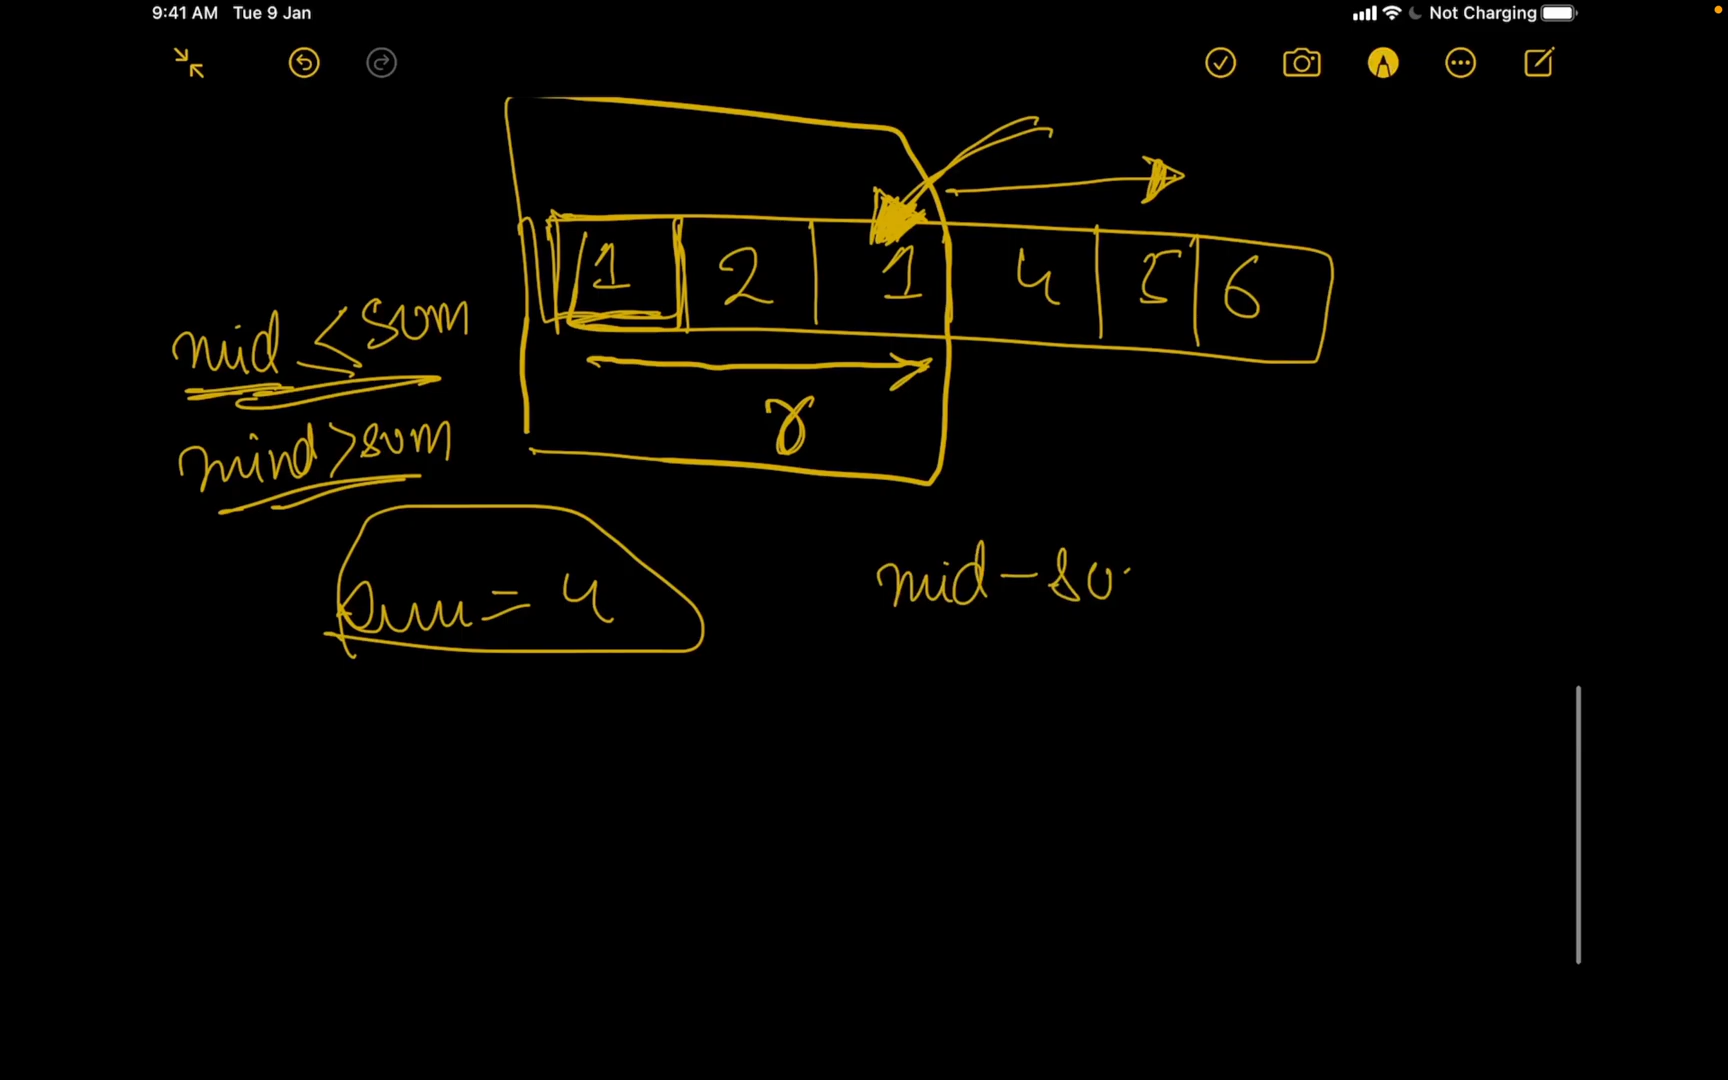 9:41 AM Tue 9 Jan
Not Charging
1 2 1 4 5 6
mid < sum
mind > sum
r
sum = 4
mid - su